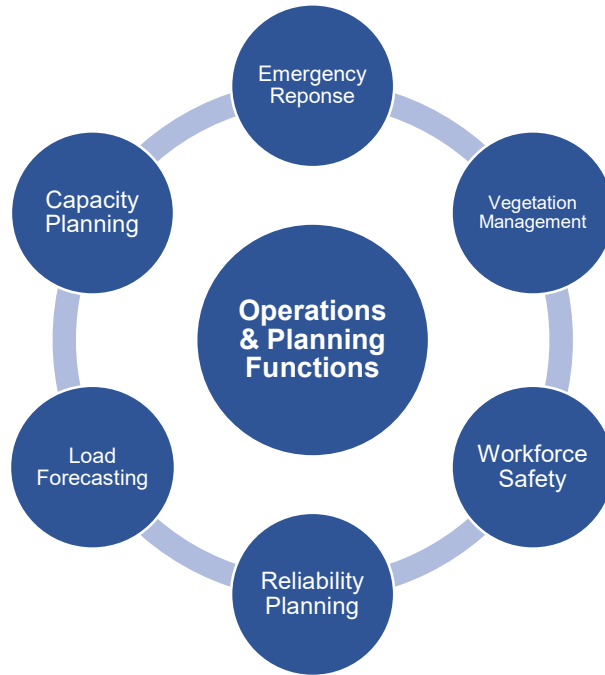 Emergency
Reponse
Capacity
Planning
Vegetation
Management
Operations
& Planning
Functions
Load
Forecasting
Workforce
Safety
Reliability
Planning